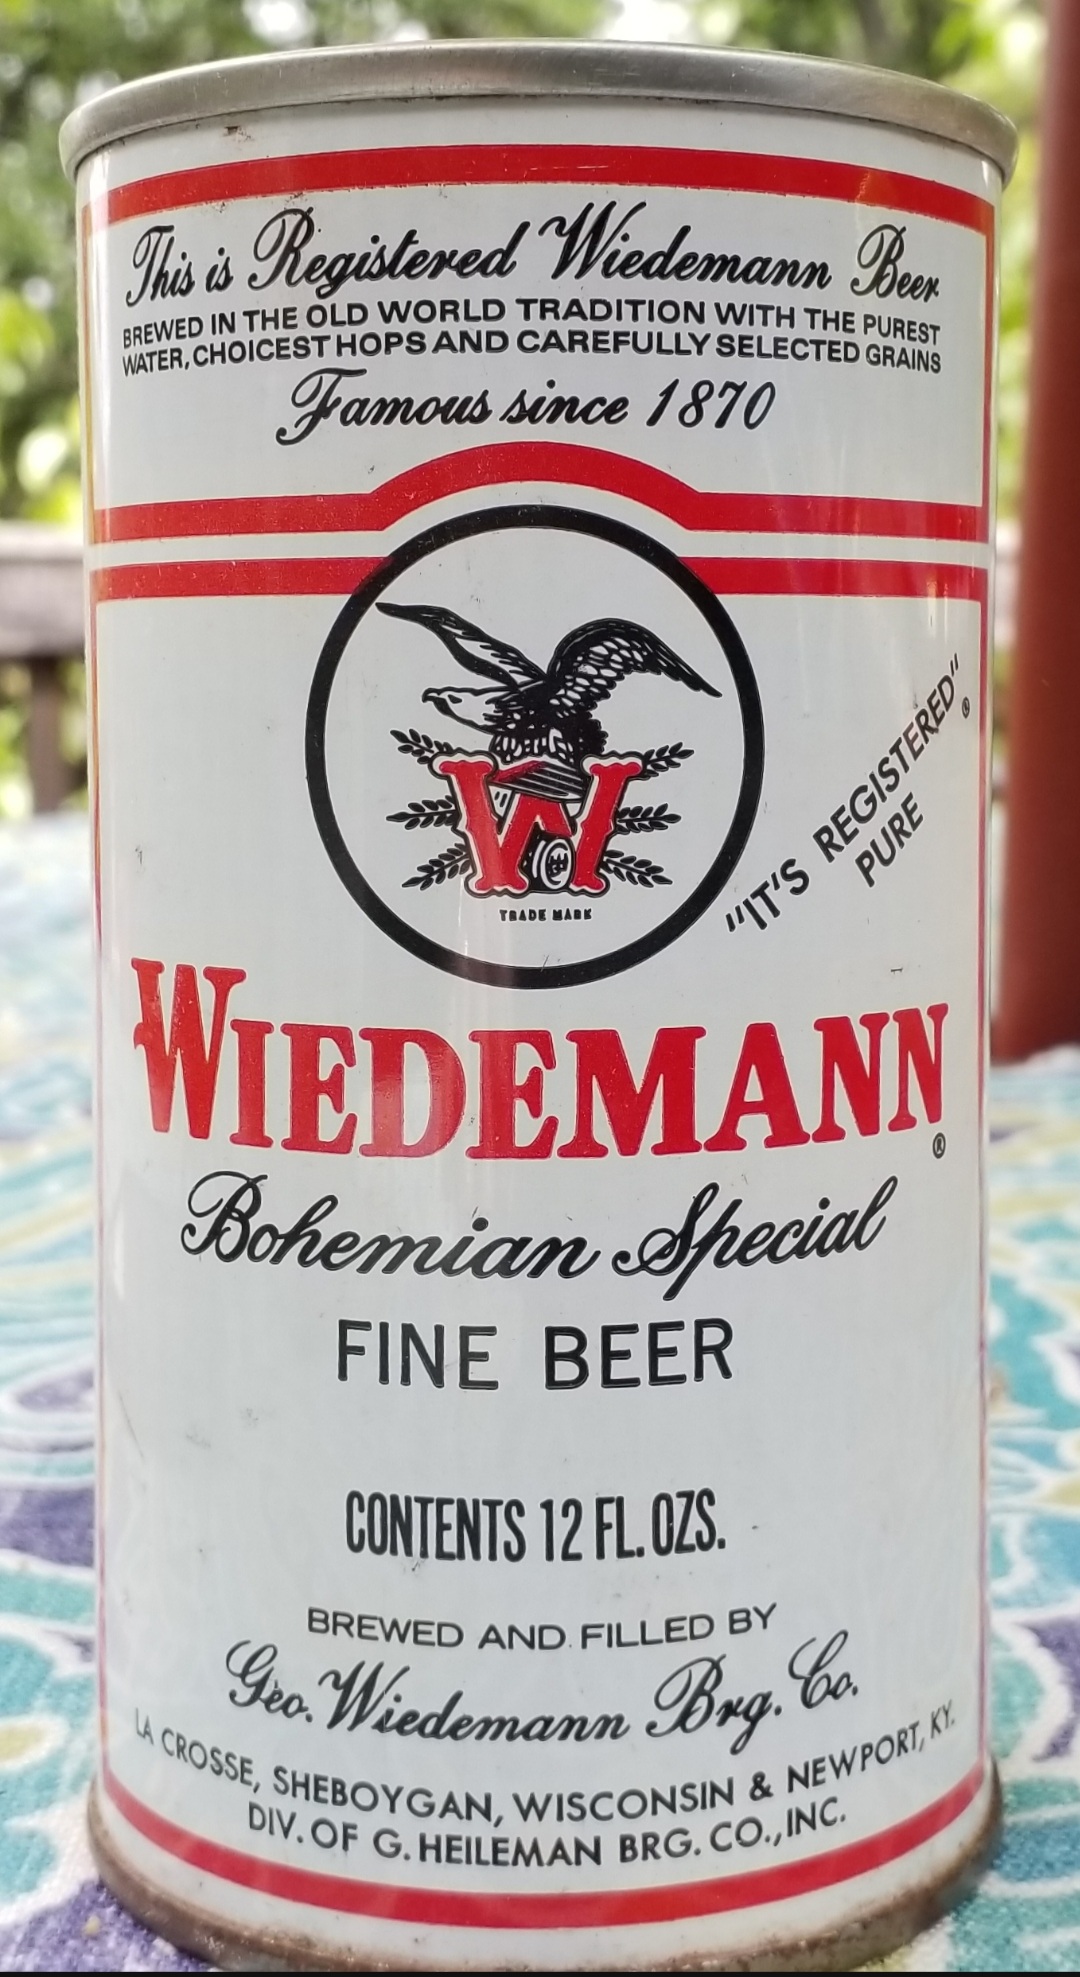 This is Registered Wiedemann Beer
BREWED IN THE OLD WORLD TRADITION WITH THE PUREST
WATER, CHOICEST HOPS AND CAREFULLY SELECTED GRAINS
Famous since 1870
W
TRADE MARK
"IT'S REGISTERED"®
PURE
WIEDEMANN®
Bohemian Special
FINE BEER
CONTENTS 12 FL. OZS.
BREWED AND FILLED BY
Geo. Wiedemann Brg. Co.
LA CROSSE, SHEBOYGAN, WISCONSIN & NEWPORT, KY.
DIV. OF G. HEILEMAN BRG. CO., INC.